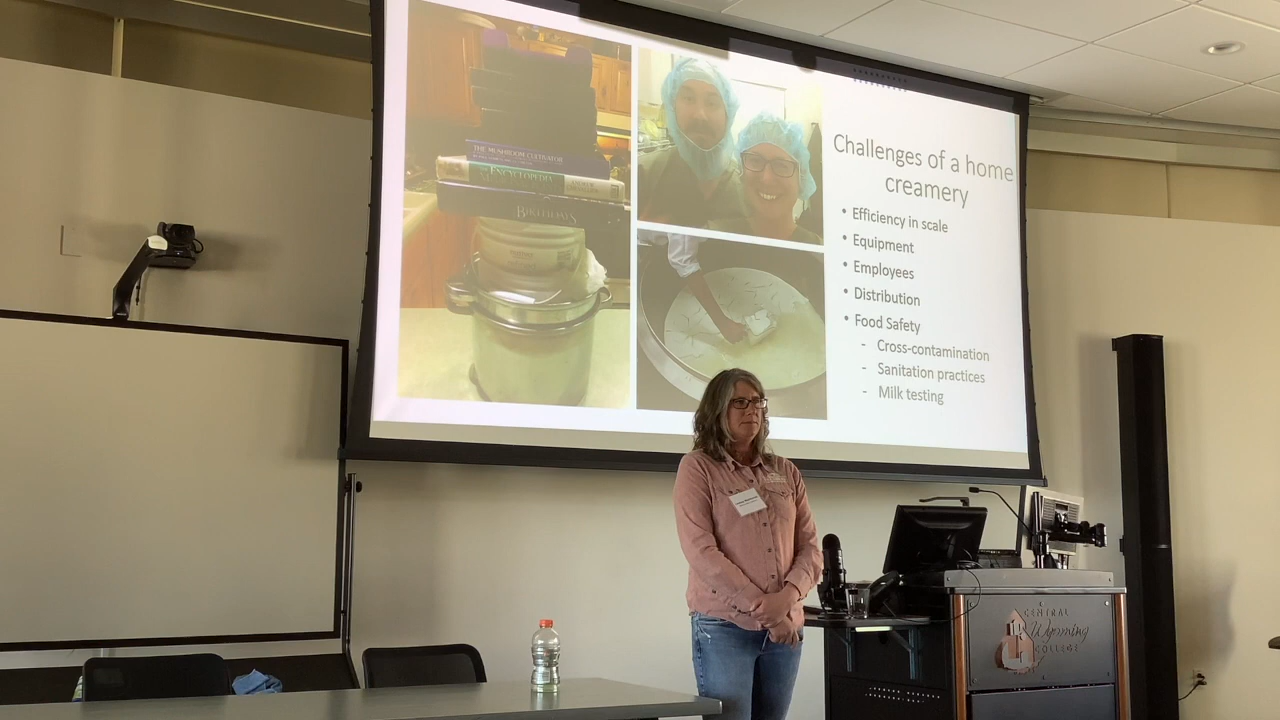 THE MUSHROOM CULTIVATOR
ENCYCLOPEDIA
BIRTHDAYS
Challenges of a home
creamery
• Efficiency in scale
• Equipment
• Employees
• Distribution
• Food Safety
- Cross-contamination
- Sanitation practices
- Milk testing
CENTRAL
Wyoming
COLLEGE